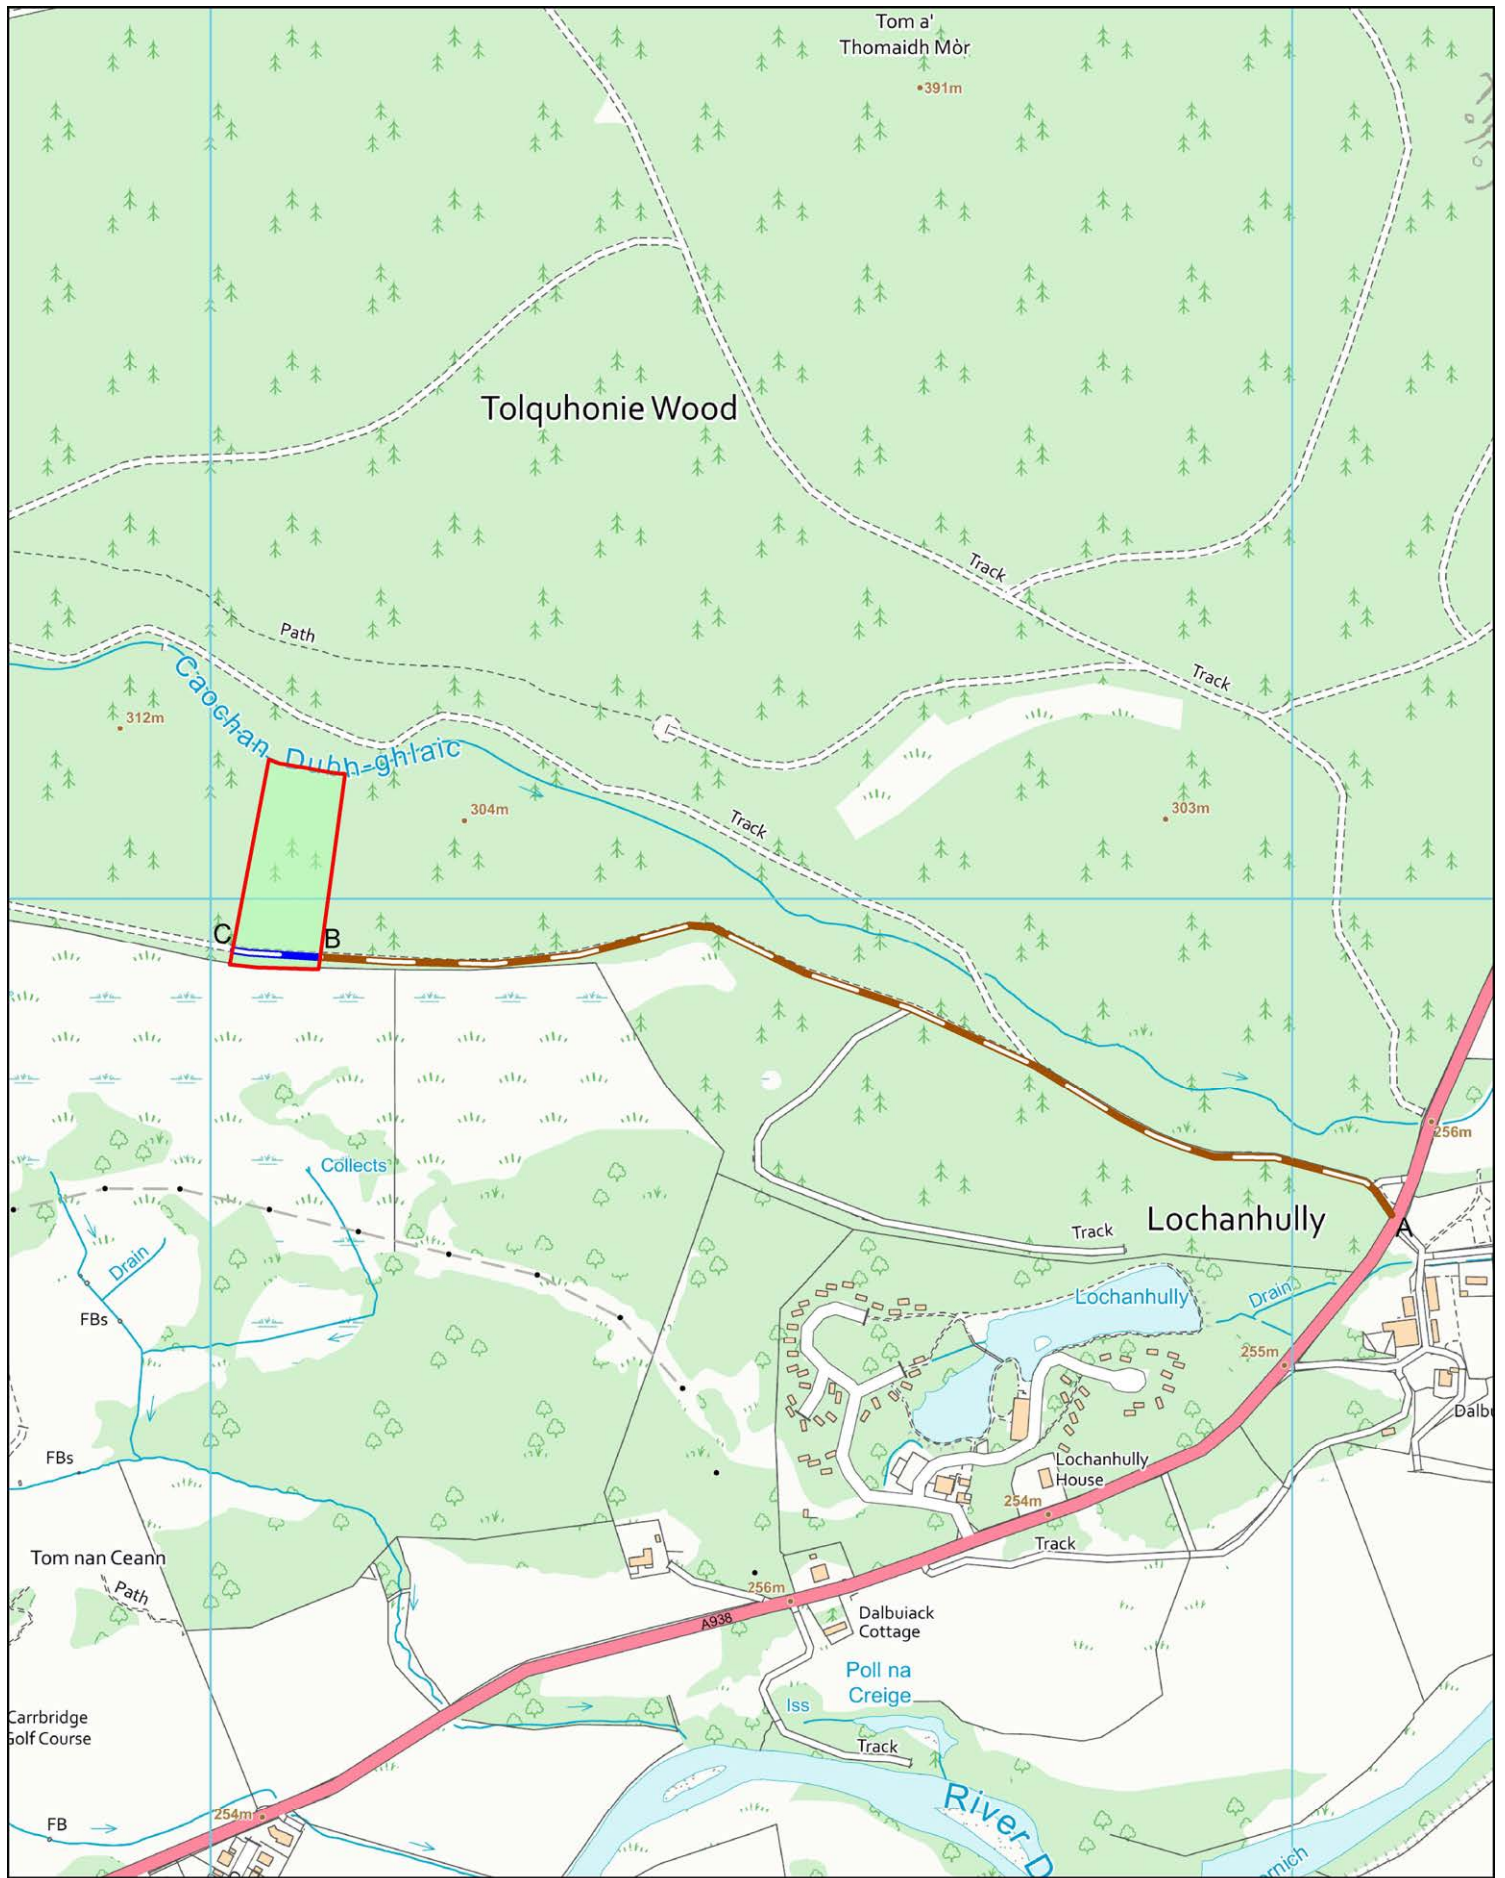 Tom a'
Thomaidh Mòr
391m
Tolquhonie Wood
Track
Path
Track
Caochan Dubh-ghlaic
312m
304m
303m
Track
C
B
256m
A
Lochanhully
Track
Collects
Drain
FBs
Lochanhully
Drain
255m
Dalbu
FBs
Lochanhully
House
254m
Track
Tom nan Ceann
Path
256m
A938
Dalbuiack
Cottage
Poll na
Creige
Iss
Track
Carrbridge
Golf Course
River D
254m
FB
ernich